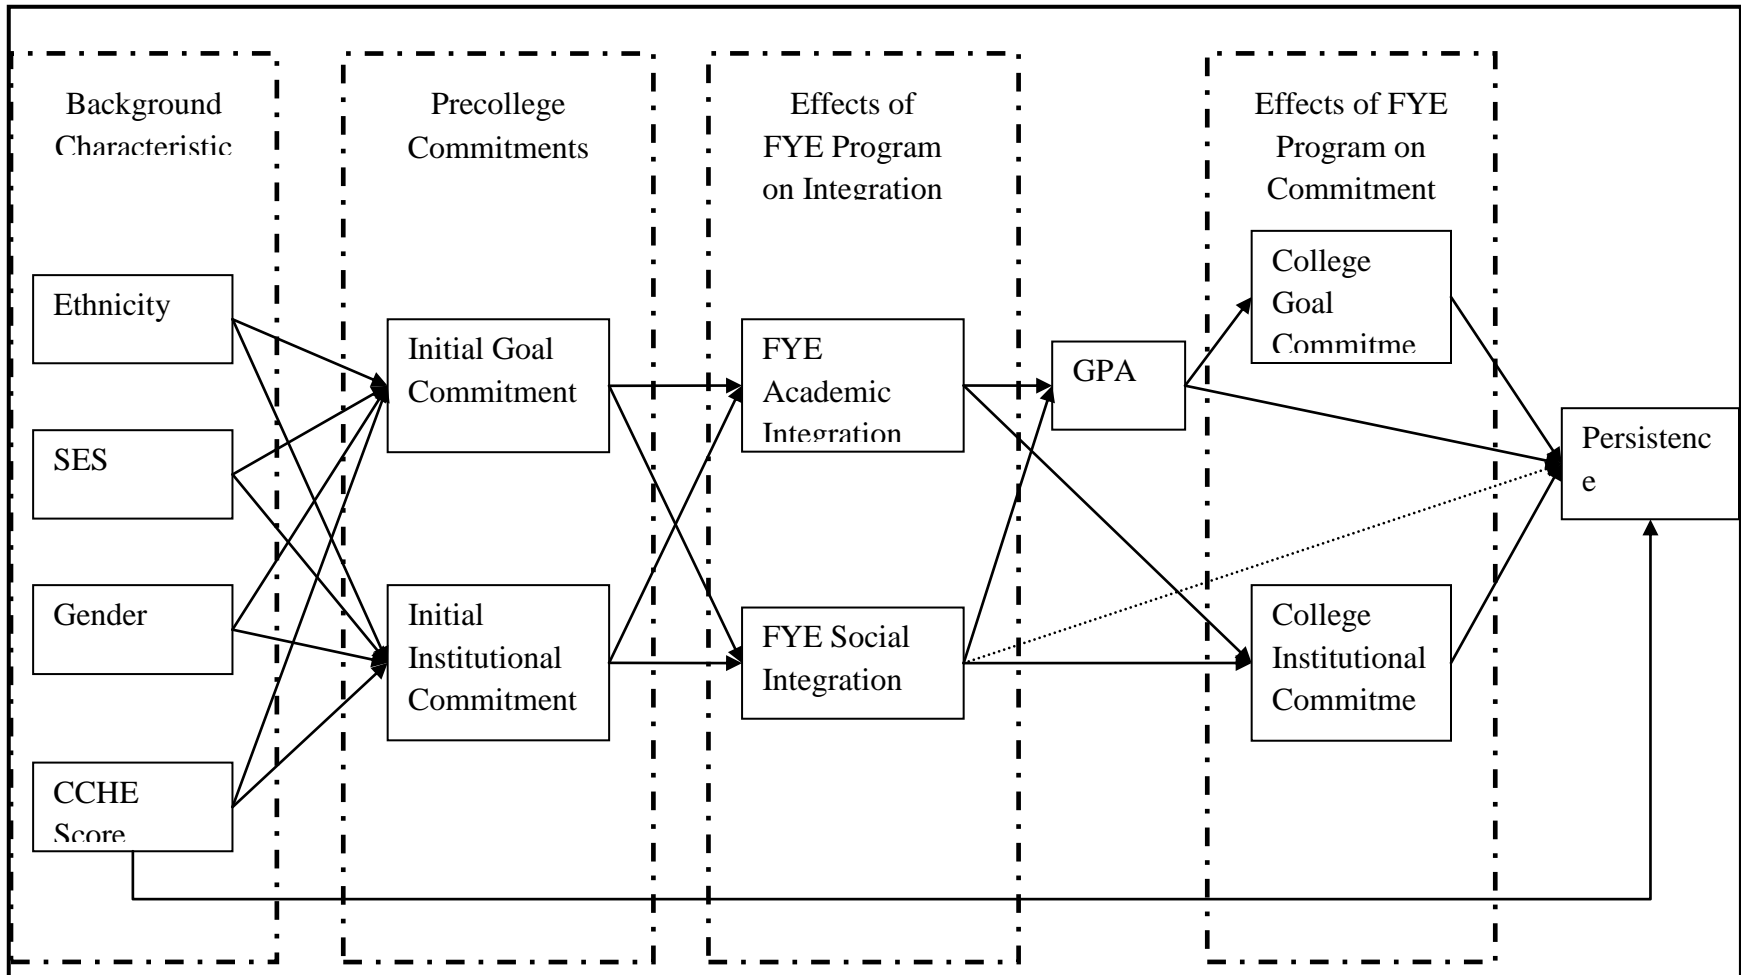 Background
Characteristic
Precollege
Commitments
Effects of
FYE Program
on Integration
Effects of FYE
Program on
Commitment
Ethnicity
SES
Gender
CCHE
Score
Initial Goal
Commitment
Initial
Institutional
Commitment
FYE
Academic
Integration
FYE Social
Integration
GPA
College
Goal
Commitme
College
Institutional
Commitme
Persistenc
e